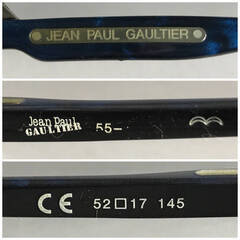 JEAN PAUL GAULTIER
Jean Paul
GAULTIER 55-
CE 52□17 145